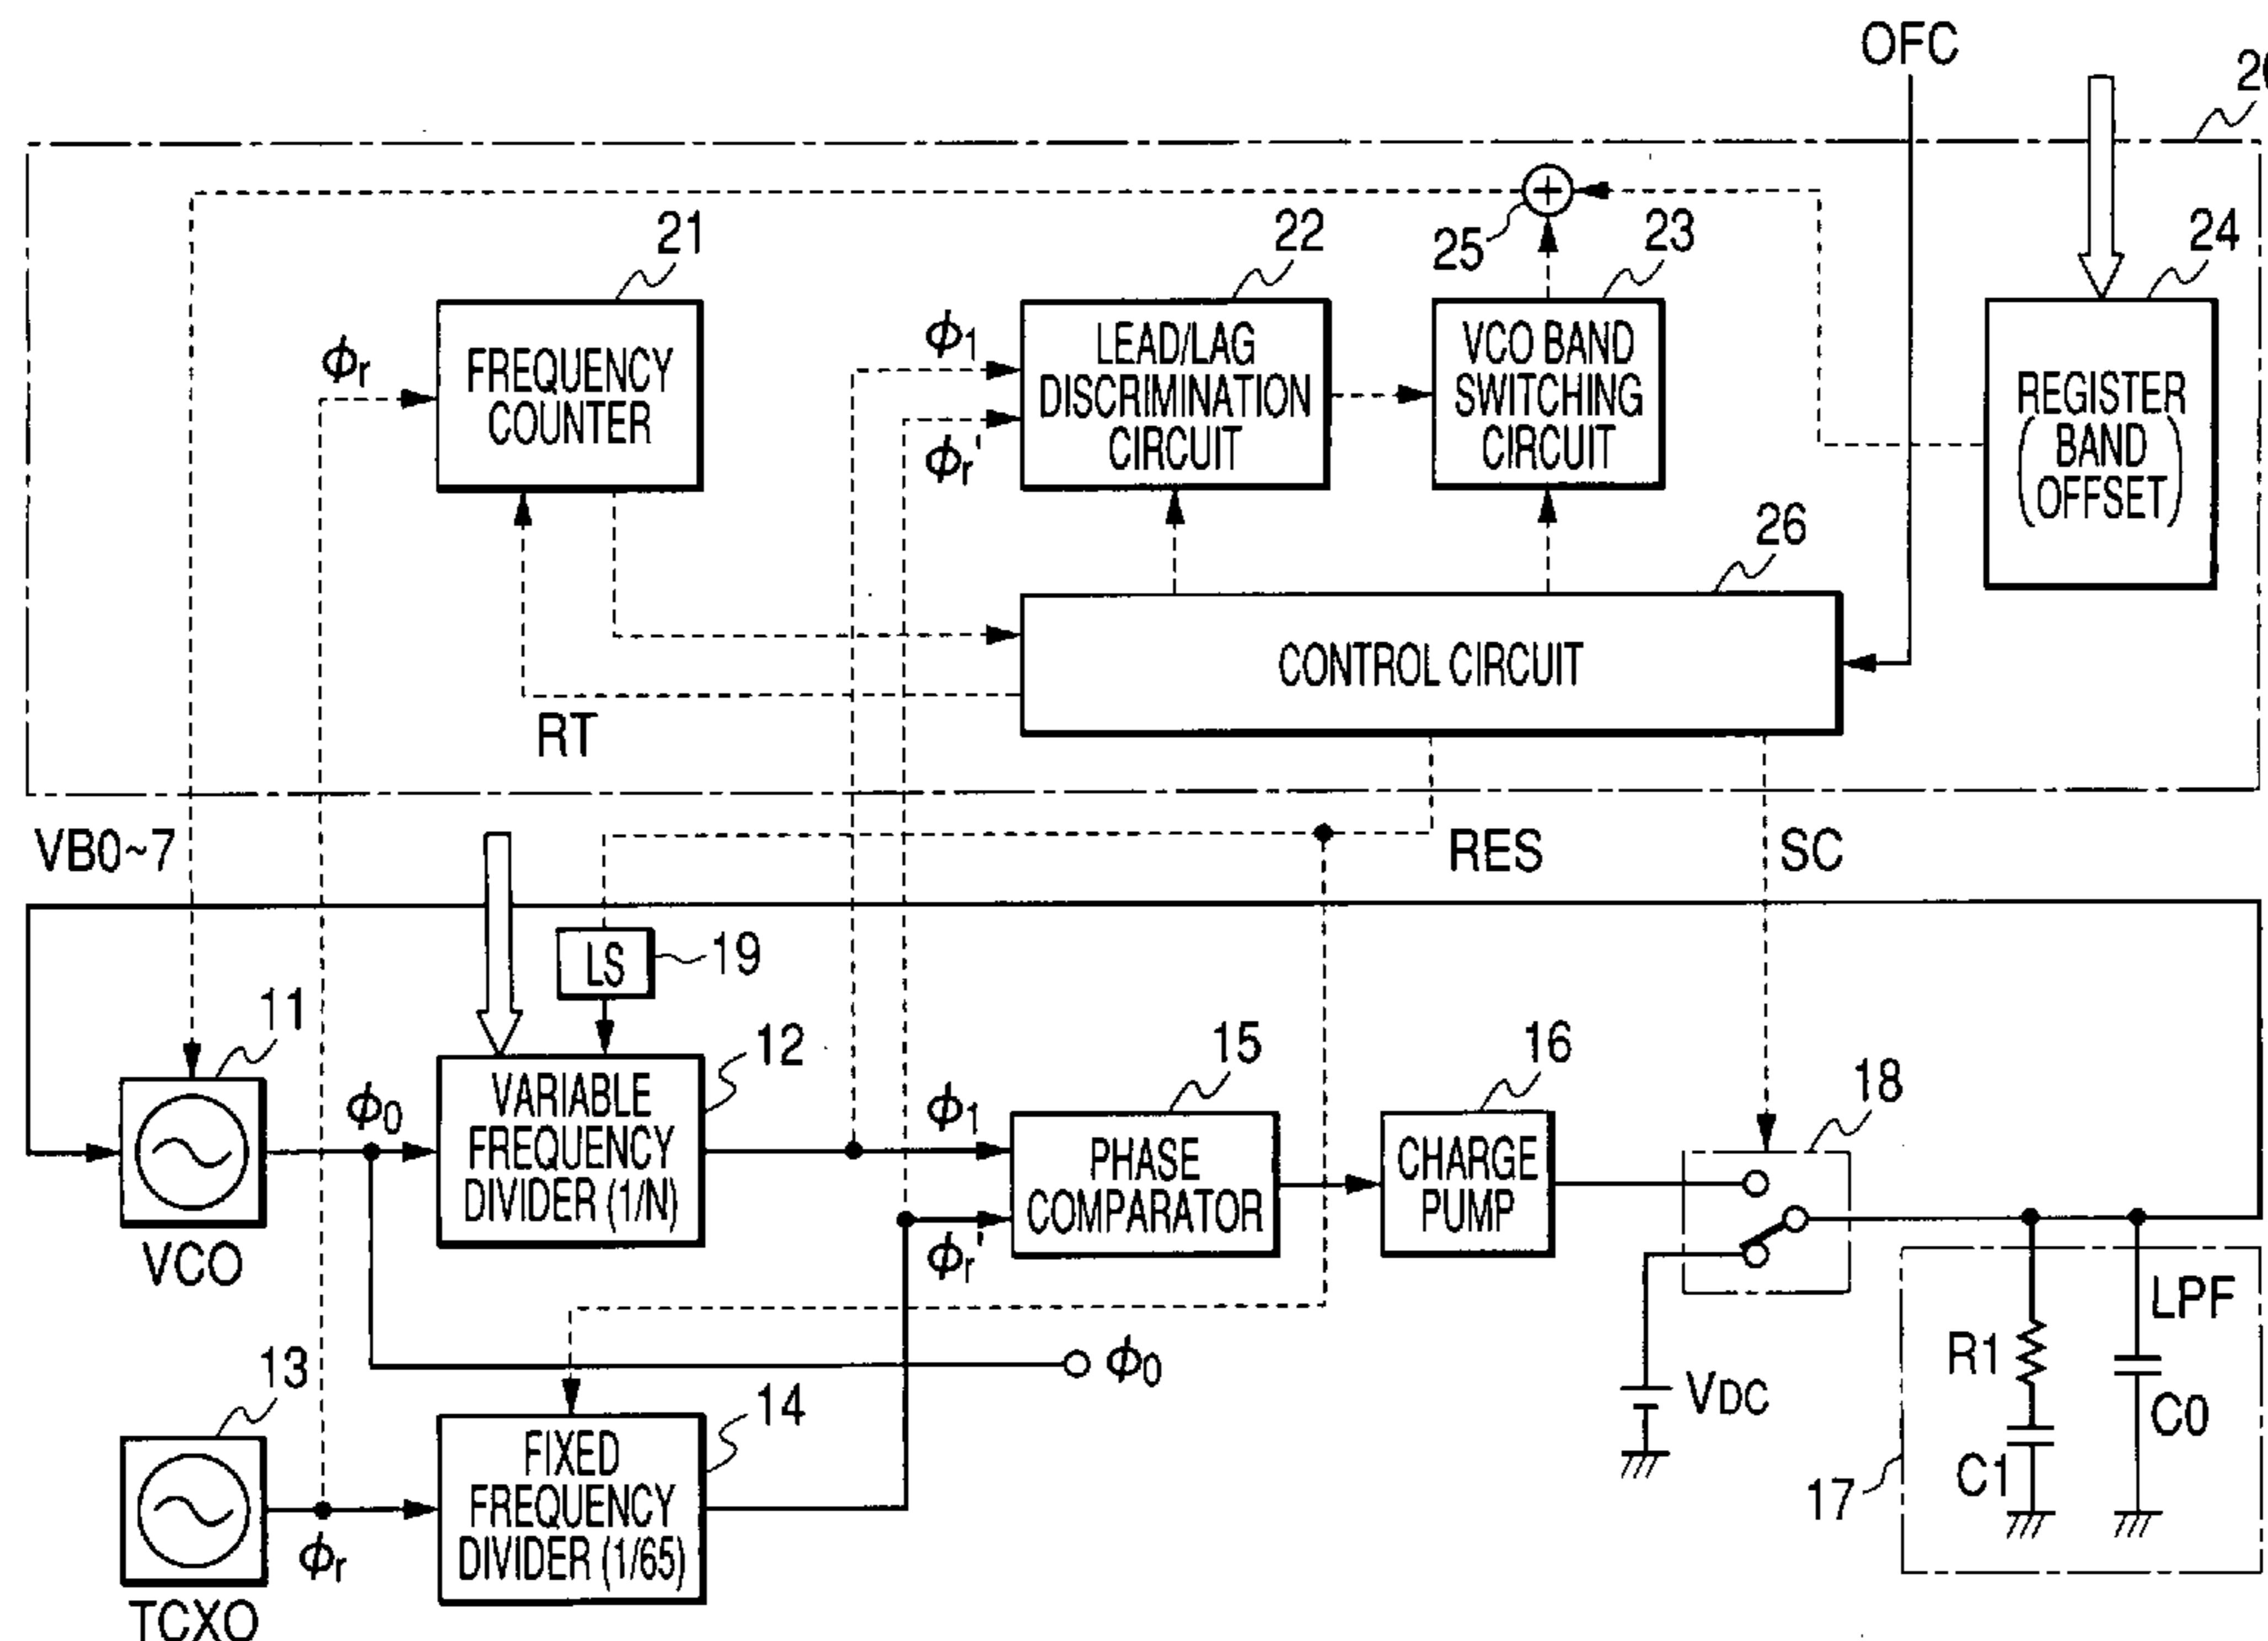 OFC
20
21
22
25
23
24
ϕr
FREQUENCY
COUNTER
ϕ1
ϕr'
LEAD/LAG
DISCRIMINATION
CIRCUIT
VCO BAND
SWITCHING
CIRCUIT
REGISTER
(BAND
OFFSET)
26
CONTROL CIRCUIT
RT
VB0~7
RES
SC
LS
19
11
12
15
16
18
ϕ0
VARIABLE
FREQUENCY
DIVIDER (1/N)
ϕ1
ϕr'
PHASE
COMPARATOR
CHARGE
PUMP
VCO
LPF
R1
C0
C1
17
VDC
ϕ0
13
14
ϕr
FIXED
FREQUENCY
DIVIDER (1/65)
TCXO